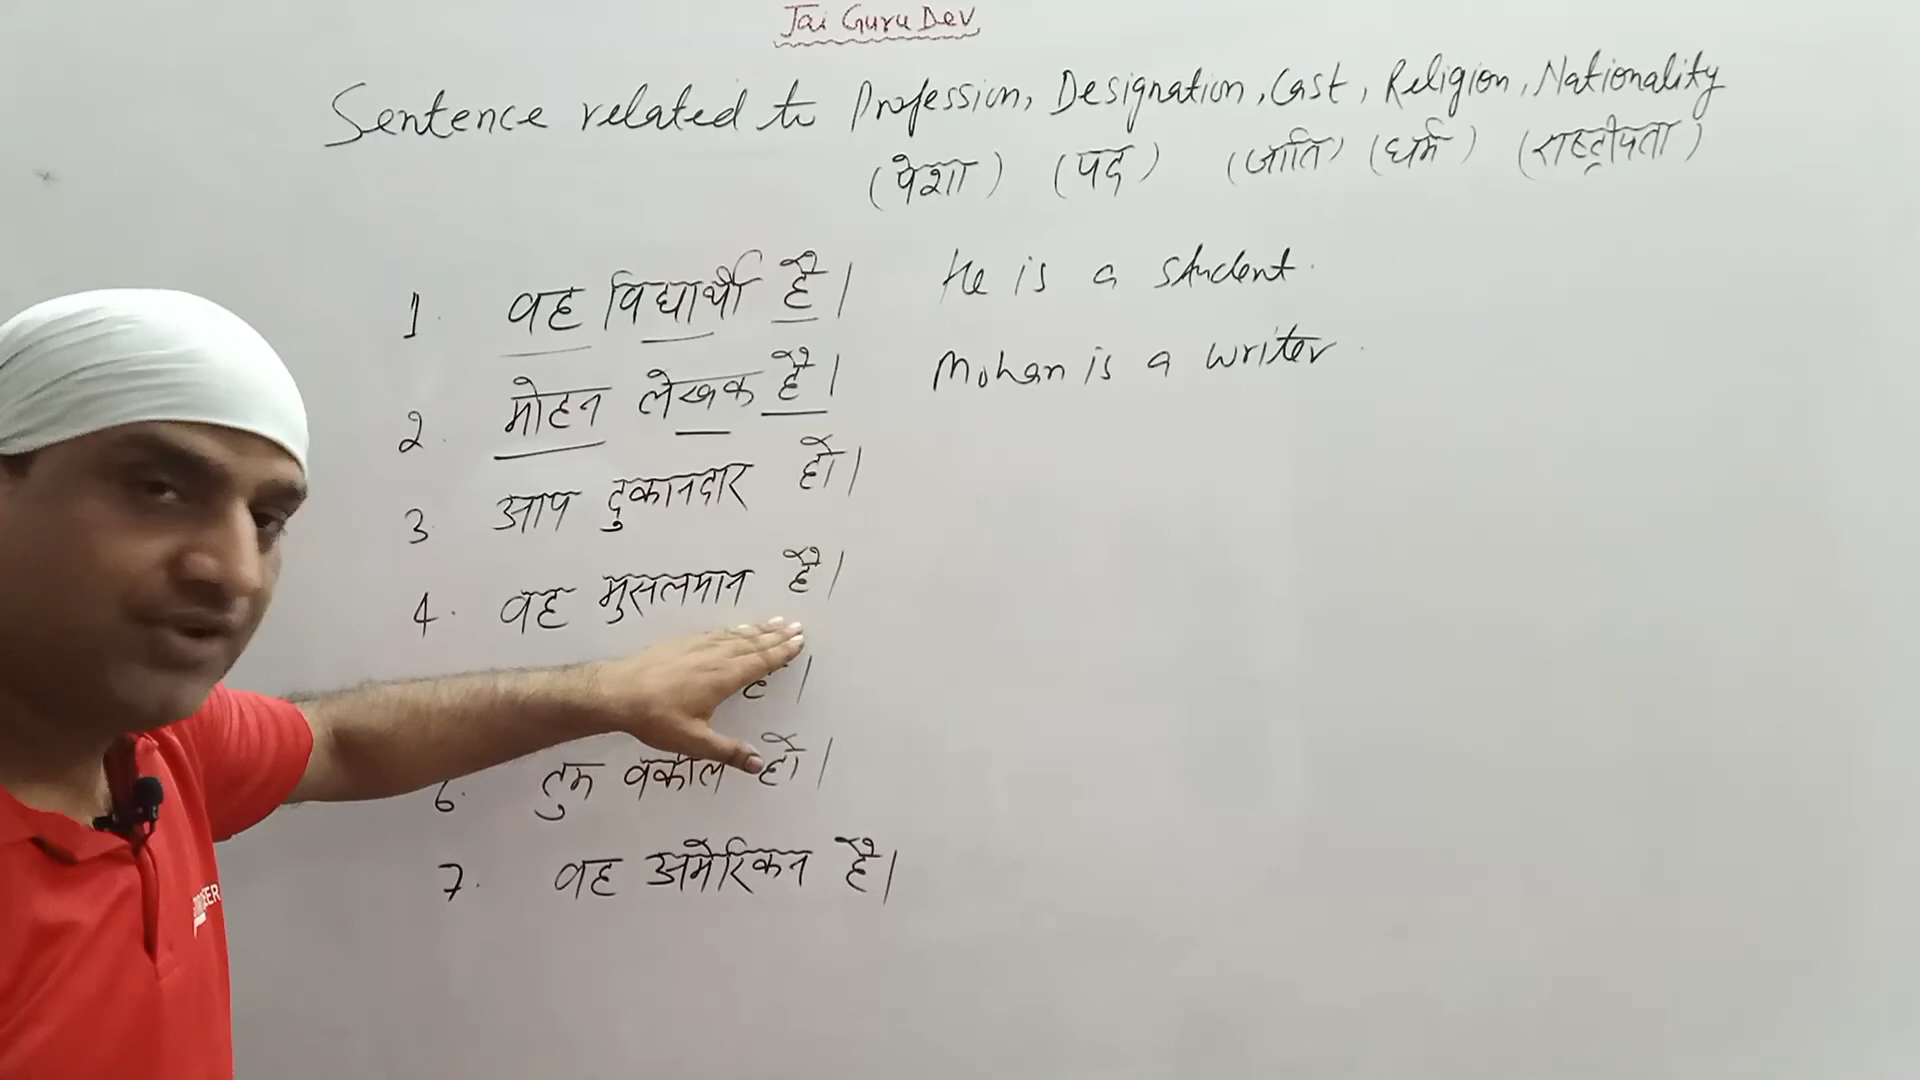 Jai Guru Dev
Sentence related to Profession, Designation, Cast, Religion, Nationality
(पेशा) (पद) (जाति) (धर्म) (राष्ट्रीयता)
1. वह विद्यार्थी है। He is a student.
2. मोहन लेखक है। Mohan is a writer.
3. आप दुकानदार हो।
4. वह मुसलमान है।
6. तुम वकील हो।
7. वह अमेरिकन है।